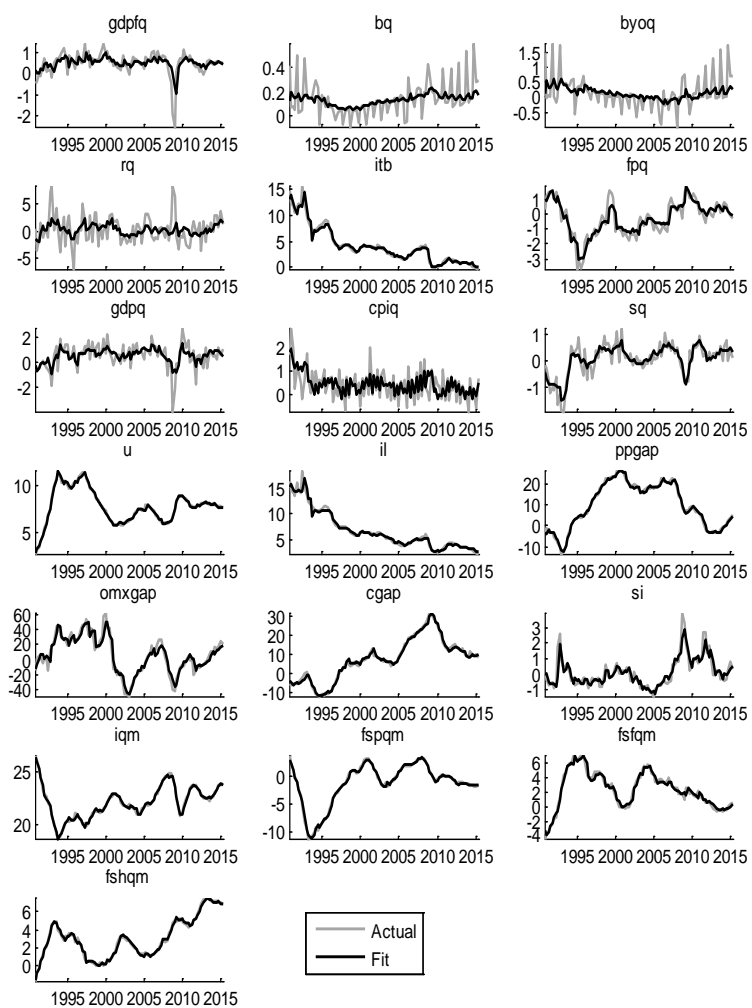 gdpfq bq byoq
1 0 -1 -2
0.4 0.2 0
1.5 1 0.5 0 -0.5
1995 2000 2005 2010 2015 1995 2000 2005 2010 2015 1995 2000 2005 2010 2015
rq itb fpq
5 0 -5
15 10 5 0
1 0 -1 -2 -3
1995 2000 2005 2010 2015 1995 2000 2005 2010 2015 1995 2000 2005 2010 2015
gdpq cpiq sq
2 0 -2
2 1 0
1 0 -1
1995 2000 2005 2010 2015 1995 2000 2005 2010 2015 1995 2000 2005 2010 2015
u il ppgap
10 5
15 10 5
20 10 0 -10
1995 2000 2005 2010 2015 1995 2000 2005 2010 2015 1995 2000 2005 2010 2015
omxgap cgap si
60 40 20 0 -20 -40
30 20 10 0 -10
3 2 1 0 -1
1995 2000 2005 2010 2015 1995 2000 2005 2010 2015 1995 2000 2005 2010 2015
iqm fspqm fsfqm
25 20
0 -5 -10
6 4 2 0 -2 -4
1995 2000 2005 2010 2015 1995 2000 2005 2010 2015 1995 2000 2005 2010 2015
fshqm
6 4 2 0
1995 2000 2005 2010 2015
Actual
Fit